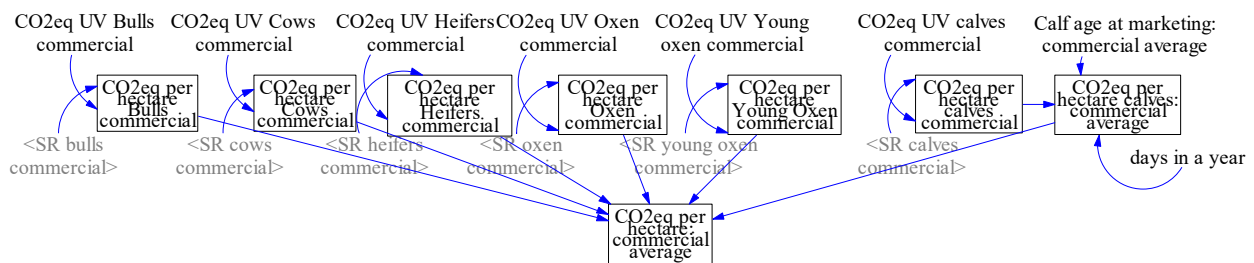 CO2eq UV Bulls
commercial
CO2eq UV Cows
commercial
CO2eq UV Heifers
commercial
CO2eq UV Oxen
commercial
CO2eq UV Young
oxen commercial
CO2eq UV calves
commercial
Calf age at marketing:
commercial average
CO2eq per
hectare
Bulls
commercial
CO2eq per
hectare
Cows
commercial
CO2eq per
hectare
Heifers
commercial
CO2eq per
hectare
Oxen
commercial
CO2eq per
hectare
Young Oxen
commercial
CO2eq per
hectare
calves
commercial
CO2eq per
hectare calves:
commercial
average
<SR bulls
commercial>
<SR cows
commercial>
<SR heifers
commercial>
<SR oxen
commercial>
<SR young oxen
commercial>
<SR calves
commercial>
days in a year
CO2eq per
hectare:
commercial
average